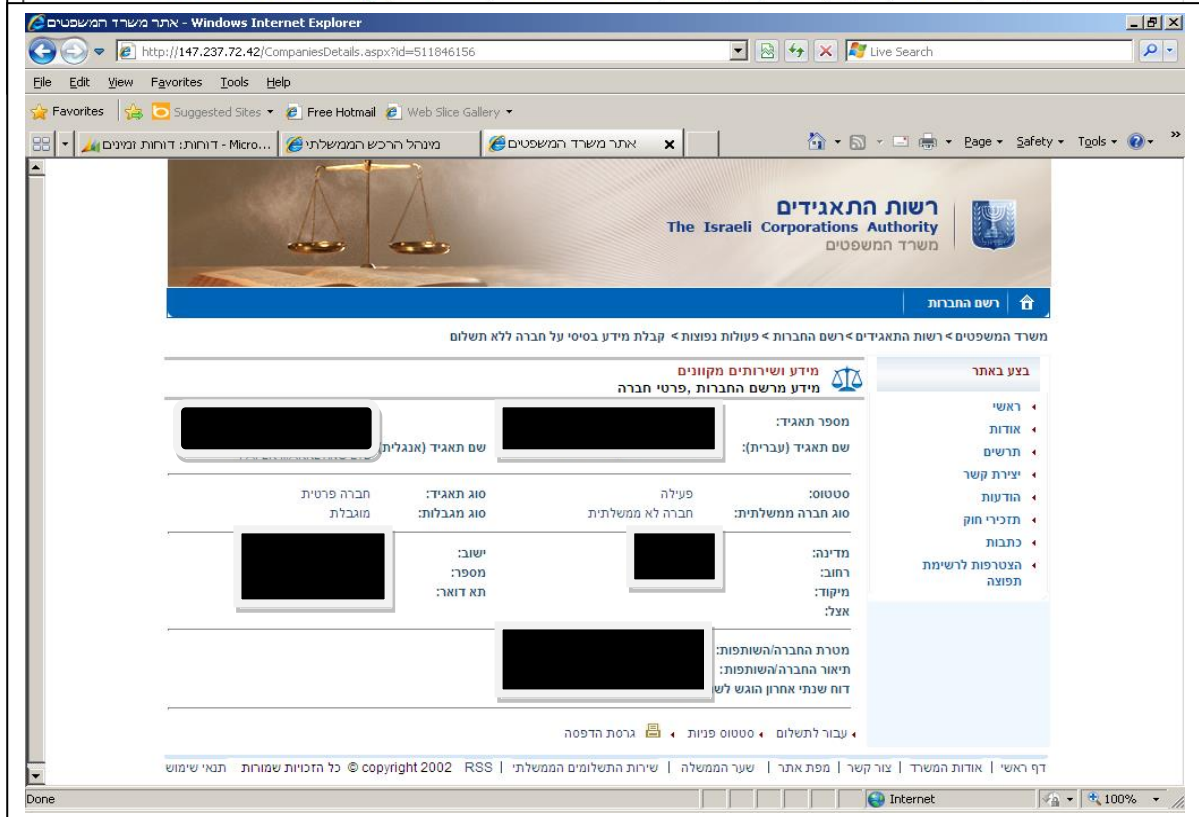 אתר משרד המשפטים - Windows Internet Explorer
http://147.237.72.42/CompaniesDetails.aspx?id=511846156
Live Search
File Edit View Favorites Tools Help
Favorites Suggested Sites Free Hotmail Web Slice Gallery
דוחות: דוחות זמינים - Micro...
מינהל הרכש הממשלתי
אתר משרד המשפטים
Page Safety Tools
רשות התאגידים
The Israeli Corporations Authority
משרד המשפטים
רשם החברות
משרד המשפטים > רשות התאגידים > רשם החברות > פעולות נפוצות > קבלת מידע בסיסי על חברה ללא תשלום
בצע באתר
ראשי
אודות
תרשים
יצירת קשר
הודעות
תזכירי חוק
כתבות
הצטרפות לרשימת
תפוצה
מידע ושירותים מקוונים
מידע מרשם החברות ,פרטי חברה
מספר תאגיד:
שם תאגיד (עברית): שם תאגיד (אנגלית)
סטטוס: פעילה סוג תאגיד: חברה פרטית
סוג חברה ממשלתית: חברה לא ממשלתית סוג מגבלות: מוגבלת
מדינה: ישוב:
רחוב: מספר:
מיקוד: תא דואר:
אצל:
מטרת החברה/השותפות:
תיאור החברה/השותפות:
דוח שנתי אחרון הוגש לש
עבור לתשלום סטטוס פניות גרסת הדפסה
דף ראשי | אודות המשרד | צור קשר | מפת אתר | שער הממשלה | שירות התשלומים הממשלתי | RSS copyright 2002 © כל הזכויות שמורות תנאי שימוש
Done Internet 100%